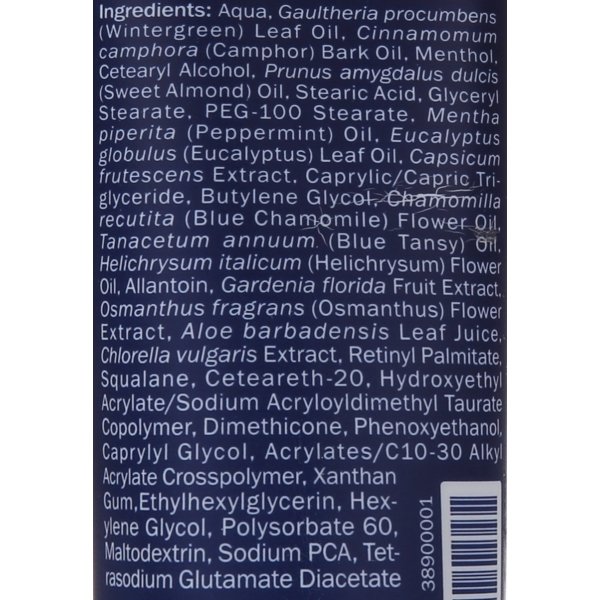 Ingredients: Aqua, Gaultheria procumbens
(Wintergreen) Leaf Oil, Cinnamomum
camphora (Camphor) Bark Oil, Menthol,
Cetearyl Alcohol, Prunus amygdalus dulcis
(Sweet Almond) Oil, Stearic Acid, Glyceryl
Stearate, PEG-100 Stearate, Mentha
piperita (Peppermint) Oil, Eucalyptus
globulus (Eucalyptus) Leaf Oil, Capsicum
frutescens Extract, Caprylic/Capric Tri-
glyceride, Butylene Glycol, Chamomilla
recutita (Blue Chamomile) Flower Oil,
Tanacetum annuum (Blue Tansy) Oil,
Helichrysum italicum (Helichrysum) Flower
Oil, Allantoin, Gardenia florida Fruit Extract,
Osmanthus fragrans (Osmanthus) Flower
Extract, Aloe barbadensis Leaf Juice,
Chlorella vulgaris Extract, Retinyl Palmitate,
Squalane, Ceteareth-20, Hydroxyethyl
Acrylate/Sodium Acryloyldimethyl Taurate
Copolymer, Dimethicone, Phenoxyethanol,
Caprylyl Glycol, Acrylates/C10-30 Alkyl
Acrylate Crosspolymer, Xanthan
Gum,Ethylhexylglycerin, Hex-
ylene Glycol, Polysorbate 60,
Maltodextrin, Sodium PCA, Tet-
rasodium Glutamate Diacetate
38900001